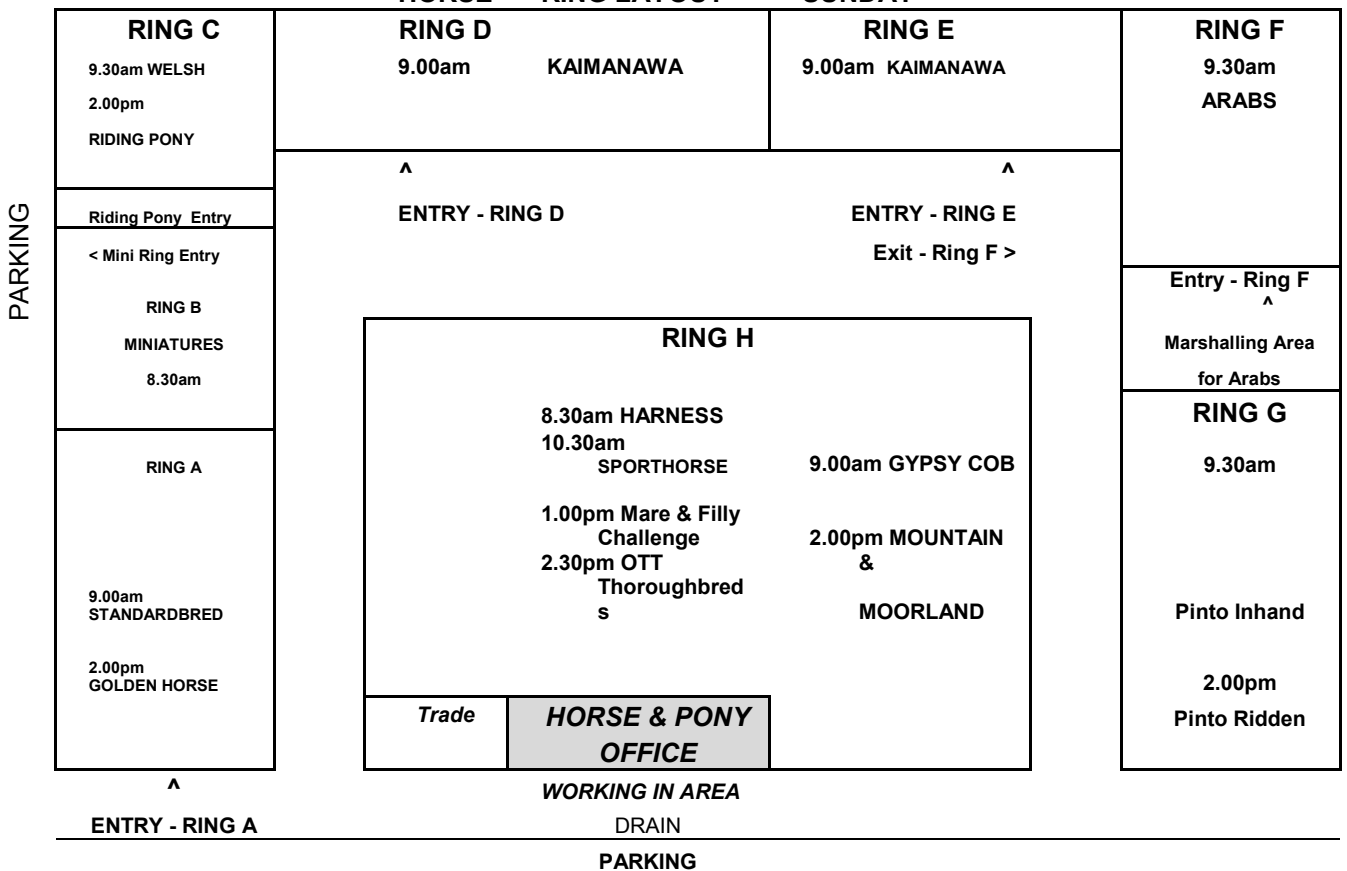 HORSE RING LAYOUT SUNDAY
RING C
9.30am WELSH
2.00pm
RIDING PONY
Riding Pony Entry
< Mini Ring Entry
RING B
MINIATURES
8.30am
RING A
9.00am
STANDARDBRED
2.00pm
GOLDEN HORSE
^
ENTRY - RING A
PARKING
RING D
9.00am KAIMANAWA
^
ENTRY - RING D
RING E
9.00am KAIMANAWA
^
ENTRY - RING E
Exit - Ring F >
RING F
9.30am
ARABS
Entry - Ring F
^
Marshalling Area
for Arabs
RING G
9.30am
Pinto Inhand
2.00pm
Pinto Ridden
RING H
8.30am HARNESS
10.30am
SPORTHORSE
1.00pm Mare & Filly
Challenge
2.30pm OTT
Thoroughbred
s
9.00am GYPSY COB
2.00pm MOUNTAIN
&
MOORLAND
Trade
HORSE & PONY
OFFICE
WORKING IN AREA
DRAIN
PARKING